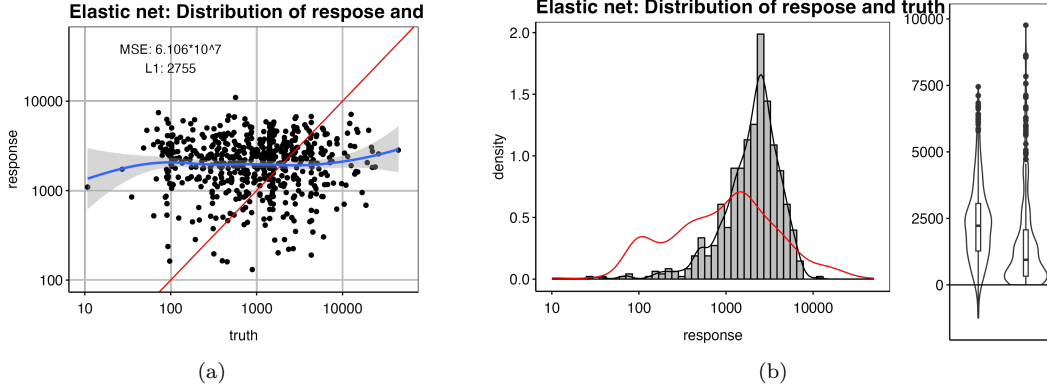 Elastic net: Distribution of respose and
MSE: 6.106*10^7
L1: 2755
10000
1000
100
response
10
100
1000
10000
truth
(a)
Elastic net: Distribution of respose and truth
2.0
1.5
1.0
0.5
0.0
density
10
100
1000
10000
response
(b)
10000
7500
5000
2500
0